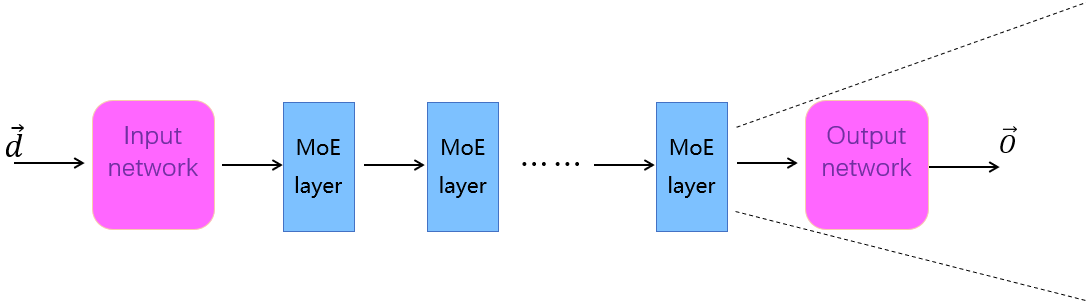 d⃗
Input
network
MoE
layer
MoE
layer
... ...
MoE
layer
Output
network
O⃗